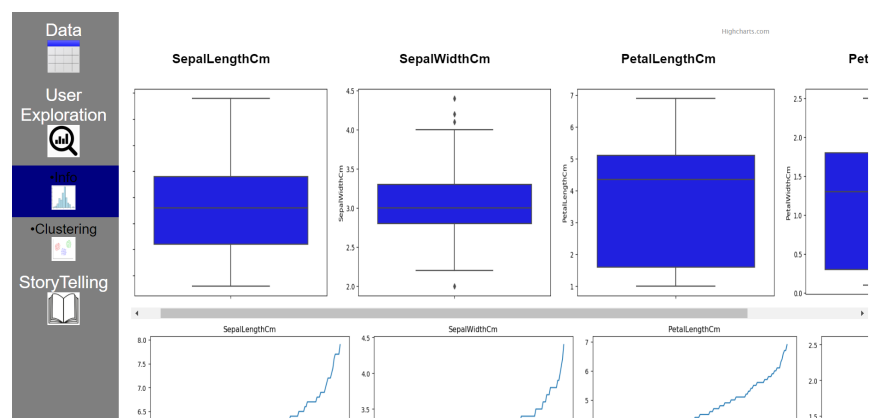 Data
User
Exploration
•Info
•Clustering
StoryTelling
Highcharts.com
SepalLengthCm
SepalWidthCm
PetalLengthCm
Pet
4.5
4.0
3.5
3.0
2.5
2.0
SepalWidthCm
7
6
5
4
3
2
1
PetalLengthCm
2.5
2.0
1.5
1.0
0.5
0.0
PetalWidthCm
SepalLengthCm
8.0
7.5
7.0
6.5
SepalWidthCm
4.5
4.0
3.5
PetalLengthCm
7
6
5
2.5
2.0
1.5